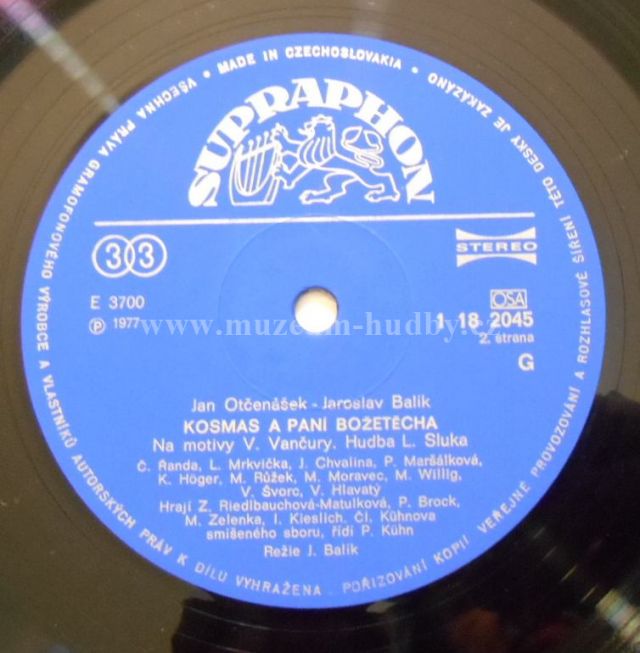 VŠECHNA PRÁVA GRAMOFONOVÉHO VÝROBCE A VLASTNÍKŮ AUTORSKÝCH PRÁV K DÍLU VYHRAŽENA. POŘIZOVÁNÍ KOPIÍ VEŘEJNÉ PROVOZOVÁNÍ A ROZHLASOVÉ ŠÍŘENÍ TÉTO DESKY JE ZAKÁZÁNO • MADE IN CZECHOSLOVAKIA •
SUPRAPHON
33
STEREO
E 3700
OSA
℗ 1977
www.muzeum-hudby.cz
1 18 2045
2. strana
G
Jan Otčenášek - Jaroslav Balík
KOSMAS A PANÍ BOŽETĚCHA
Na motivy V. Vančury. Hudba L. Sluka
Č. Řanda, L. Mrkvička, J. Chvalina, P. Maršálková,
K. Höger, M. Růžek, M. Moravec, M. Willig,
V. Švorc, V. Hlavatý
Hrají Z. Riedlbauchová-Matulková, P. Brock,
M. Zelenka, I. Kieslich. Čl. Kühnova
smíšeného sboru, řídí P. Kühn
Režie J. Balík